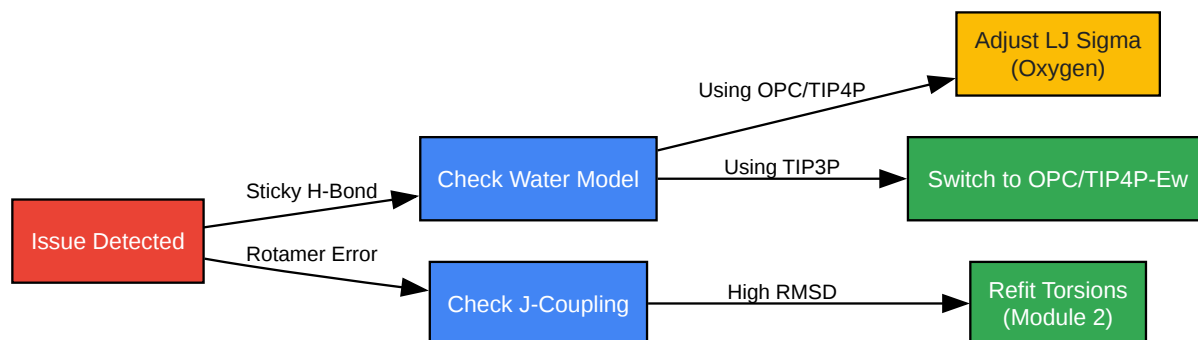 Adjust LJ Sigma
(Oxygen)
Using OPC/TIP4P
Check Water Model
Using TIP3P
Switch to OPC/TIP4P-Ew
Sticky H-Bond
Issue Detected
Rotamer Error
Check J-Coupling
High RMSD
Refit Torsions
(Module 2)